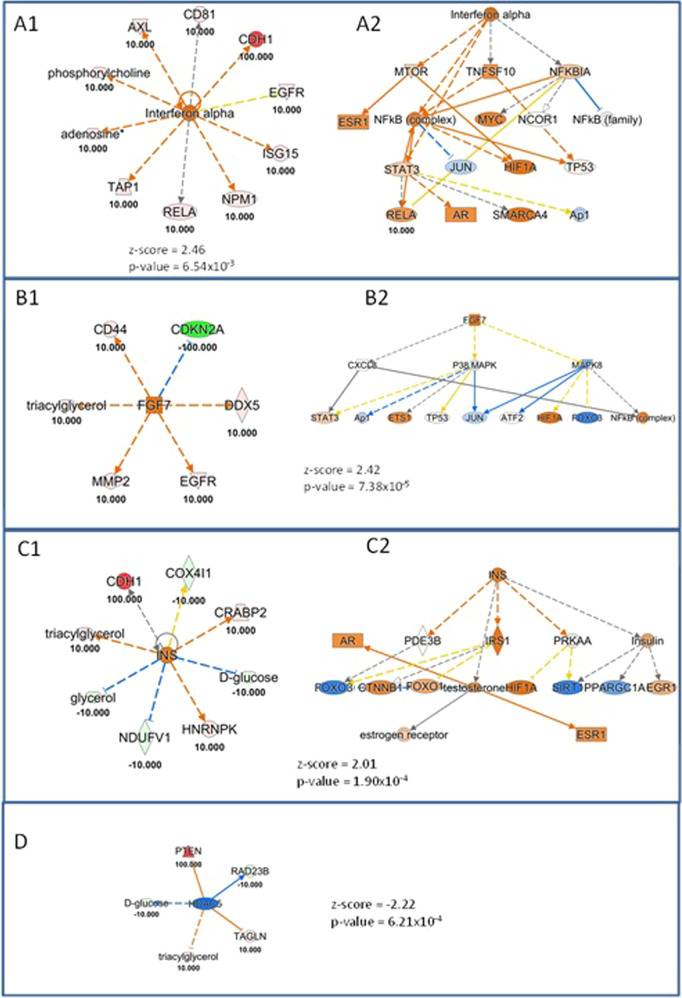 A1
CD81
10.000
AXL
10.000
CDH1
100.000
phosphorylcholine
10.000
EGFR
10.000
Interferon alpha
adenosine*
10.000
ISG15
10.000
TAP1
10.000
NPM1
10.000
RELA
10.000
z-score = 2.46
p-value = 6.54x10-3
A2
Interferon alpha
MTOR TNFSF10 NFKBIA
ESR1 NFkB (complex) MYC NCOR1 NFkB (family)
STAT3 JUN HIF1A TP53
RELA AR SMARCA4 Ap1
10.000
B1
CD44
10.000
CDKN2A
-100.000
triacylglycerol
10.000
FGF7
DDX5
10.000
MMP2
10.000
EGFR
10.000
B2
FGF7
CXCL8 P38 MAPK MAPK8
STAT3 Ap1 ETS1 TP53 JUN ATF2 HIF1A FOXO3 NFkB (complex)
z-score = 2.42
p-value = 7.38x10-5
C1
CDH1
100.000
COX4I1
-10.000
CRABP2
10.000
triacylglycerol
10.000
INS
D-glucose
-10.000
glycerol
-10.000
HNRNPK
10.000
NDUFV1
-10.000
C2
INS
AR PDE3B IRS1 PRKAA Insulin
FOXO3 CTNNB1 FOXO1 testosterone HIF1A SIRT1 PPARGC1A EGR1
estrogen receptor ESR1
z-score = 2.01
p-value = 1.90x10-4
D
PTEN
100.000
RAD23B
-10.000
D-glucose
-10.000
TAGLN
10.000
triacylglycerol
10.000
z-score = -2.22
p-value = 6.21x10-4